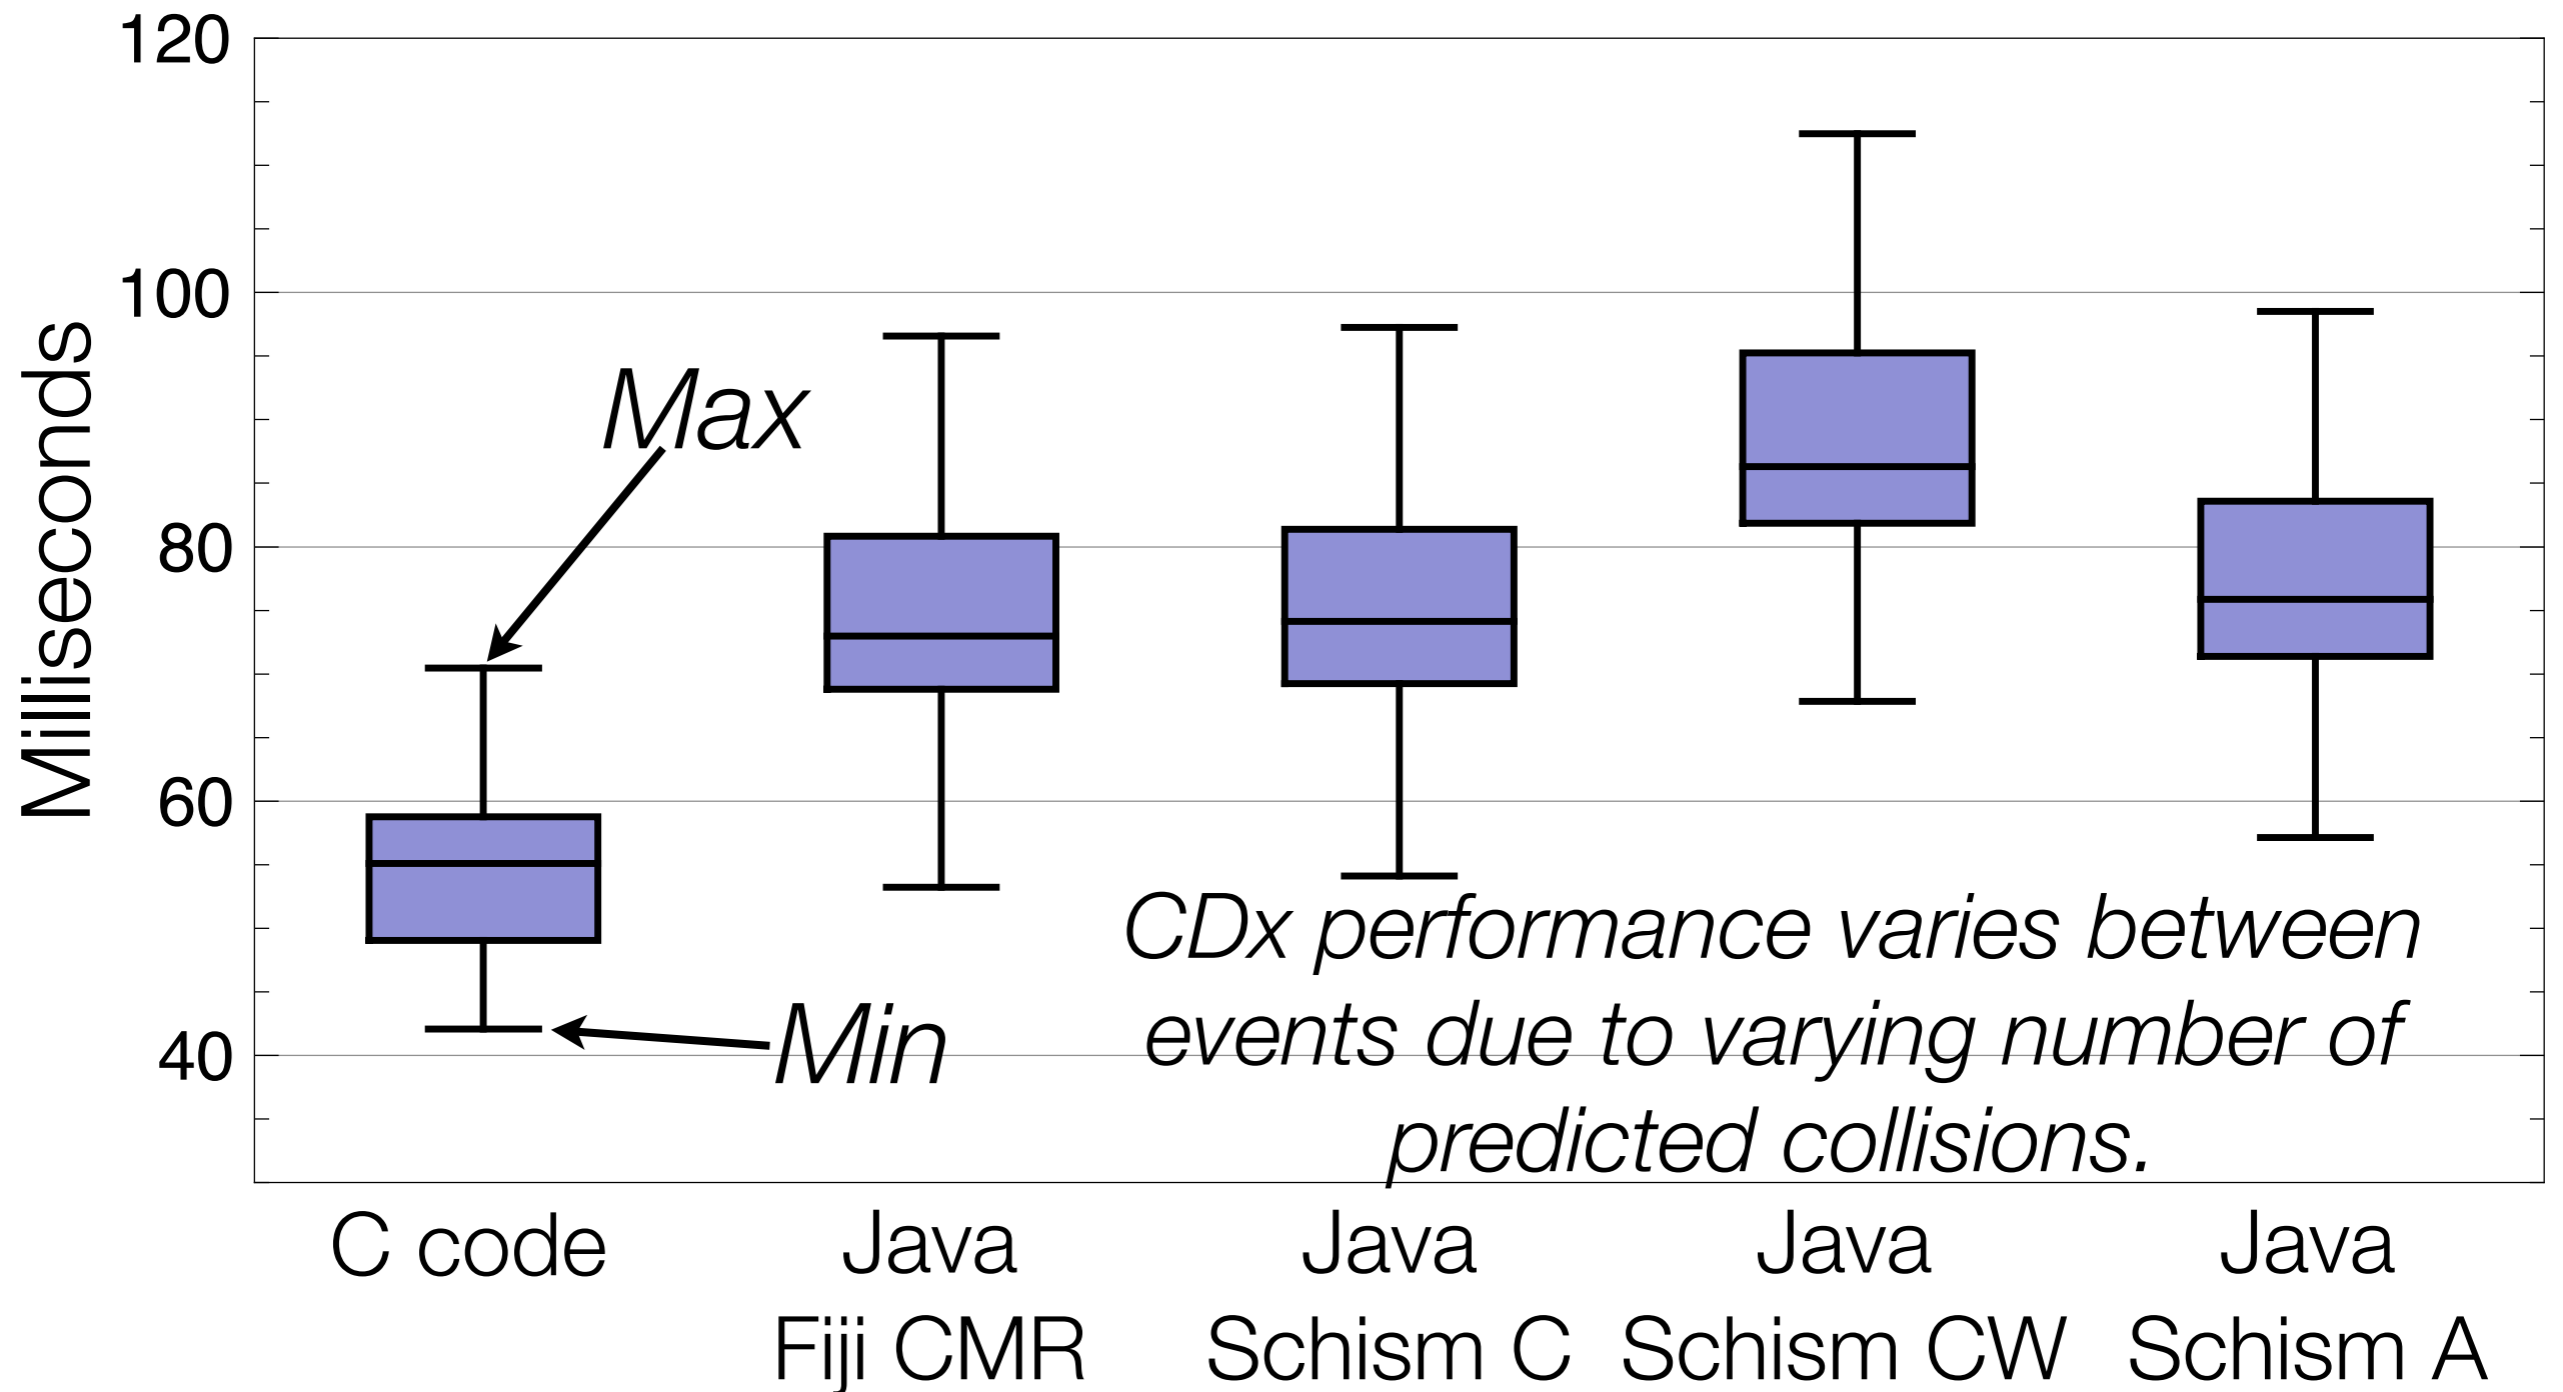 120
100
80
60
40
Milliseconds
Max
Min
CDx performance varies between
events due to varying number of
predicted collisions.
C code
Java
Fiji CMR
Java
Schism C
Java
Schism CW
Java
Schism A